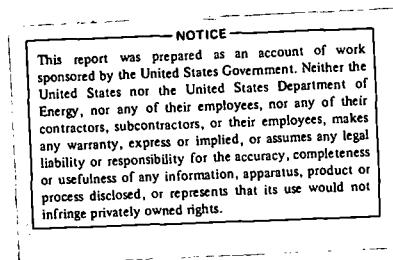 NOTICE
This report was prepared as an account of work
sponsored by the United States Government. Neither the
United States nor the United States Department of
Energy, nor any of their employees, nor any of their
contractors, subcontractors, or their employees, makes
any warranty, express or implied, or assumes any legal
liability or responsibility for the accuracy, completeness
or usefulness of any information, apparatus, product or
process disclosed, or represents that its use would not
infringe privately owned rights.